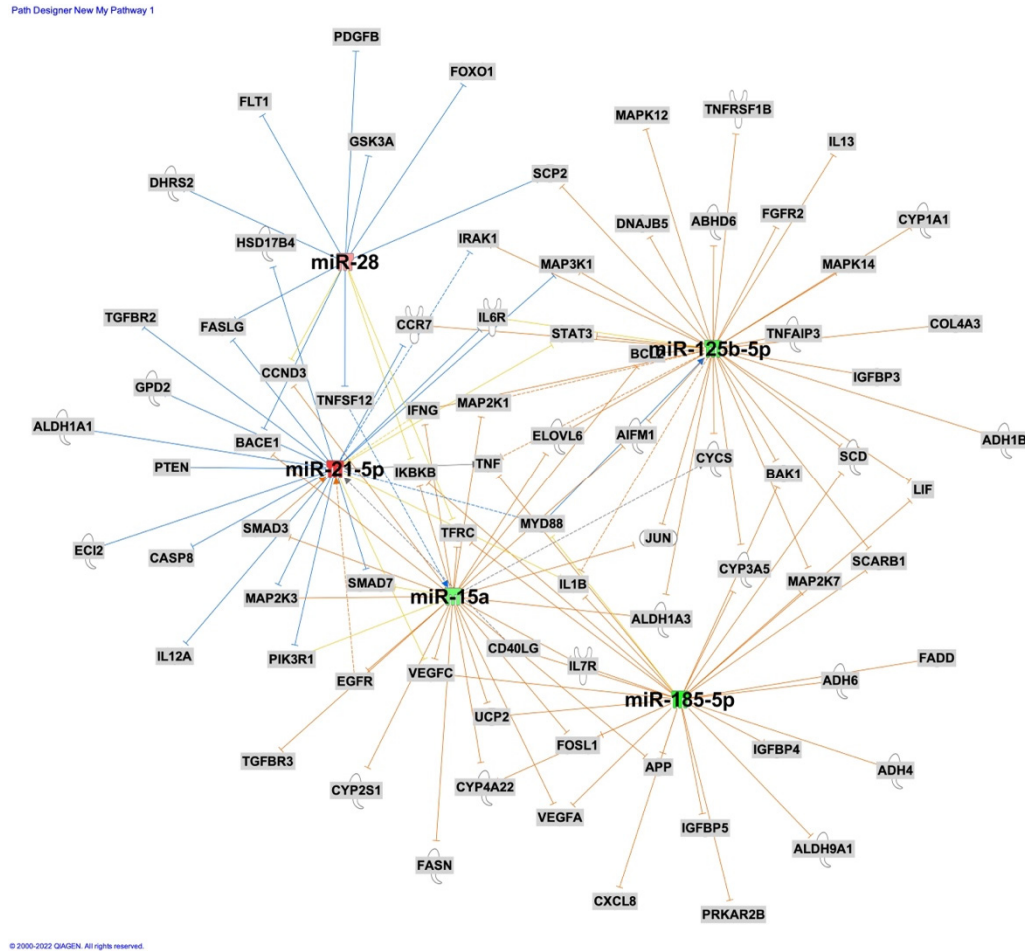 Path Designer New My Pathway 1
PDGFB
FOXO1
FLT1
TNFRSF1B
MAPK12
GSK3A
IL13
SCP2
DHRS2
FGFR2
ABHD6
CYP1A1
DNAJB5
IRAK1
HSD17B4
miR-28
MAP3K1
MAPK14
TGFBR2
IL6R
CCR7
FASLG
COL4A3
STAT3
TNFAIP3
miR-125b-5p
CCND3
IGFBP3
GPD2
TNFSF12
MAP2K1
IFNG
ALDH1A1
ELOVL6
AIFM1
BACE1
ADH1B
SCD
CYCS
PTEN
miR-21-5p
IKBKB
TNF
BAK1
LIF
MYD88
SMAD3
TFRC
JUN
ECI2
CASP8
SCARB1
CYP3A5
SMAD7
IL1B
MAP2K7
miR-15a
MAP2K3
ALDH1A3
CD40LG
IL12A
PIK3R1
FADD
IL7R
EGFR
VEGFC
ADH6
miR-185-5p
UCP2
FOSL1
IGFBP4
TGFBR3
APP
ADH4
CYP2S1
CYP4A22
VEGFA
IGFBP5
ALDH9A1
FASN
CXCL8
PRKAR2B
© 2000-2022 QIAGEN. All rights reserved.